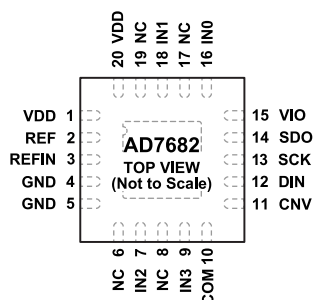 20 VDD
19 NC
18 IN1
17 NC
16 IN0
VDD 1
REF 2
REFIN 3
GND 4
GND 5
AD7682
TOP VIEW
(Not to Scale)
15 VIO
14 SDO
13 SCK
12 DIN
11 CNV
NC 6
IN2 7
NC 8
IN3 9
COM 10